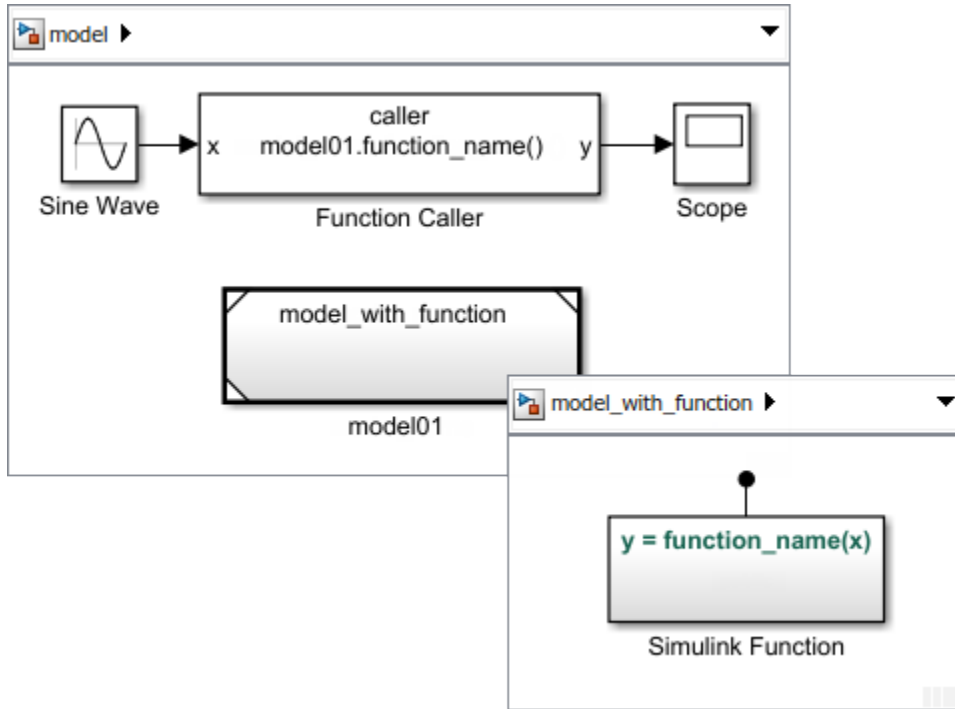 model
caller
x model01.function_name() y
Sine Wave
Function Caller
Scope
model_with_function
model01
model_with_function
y = function_name(x)
Simulink Function